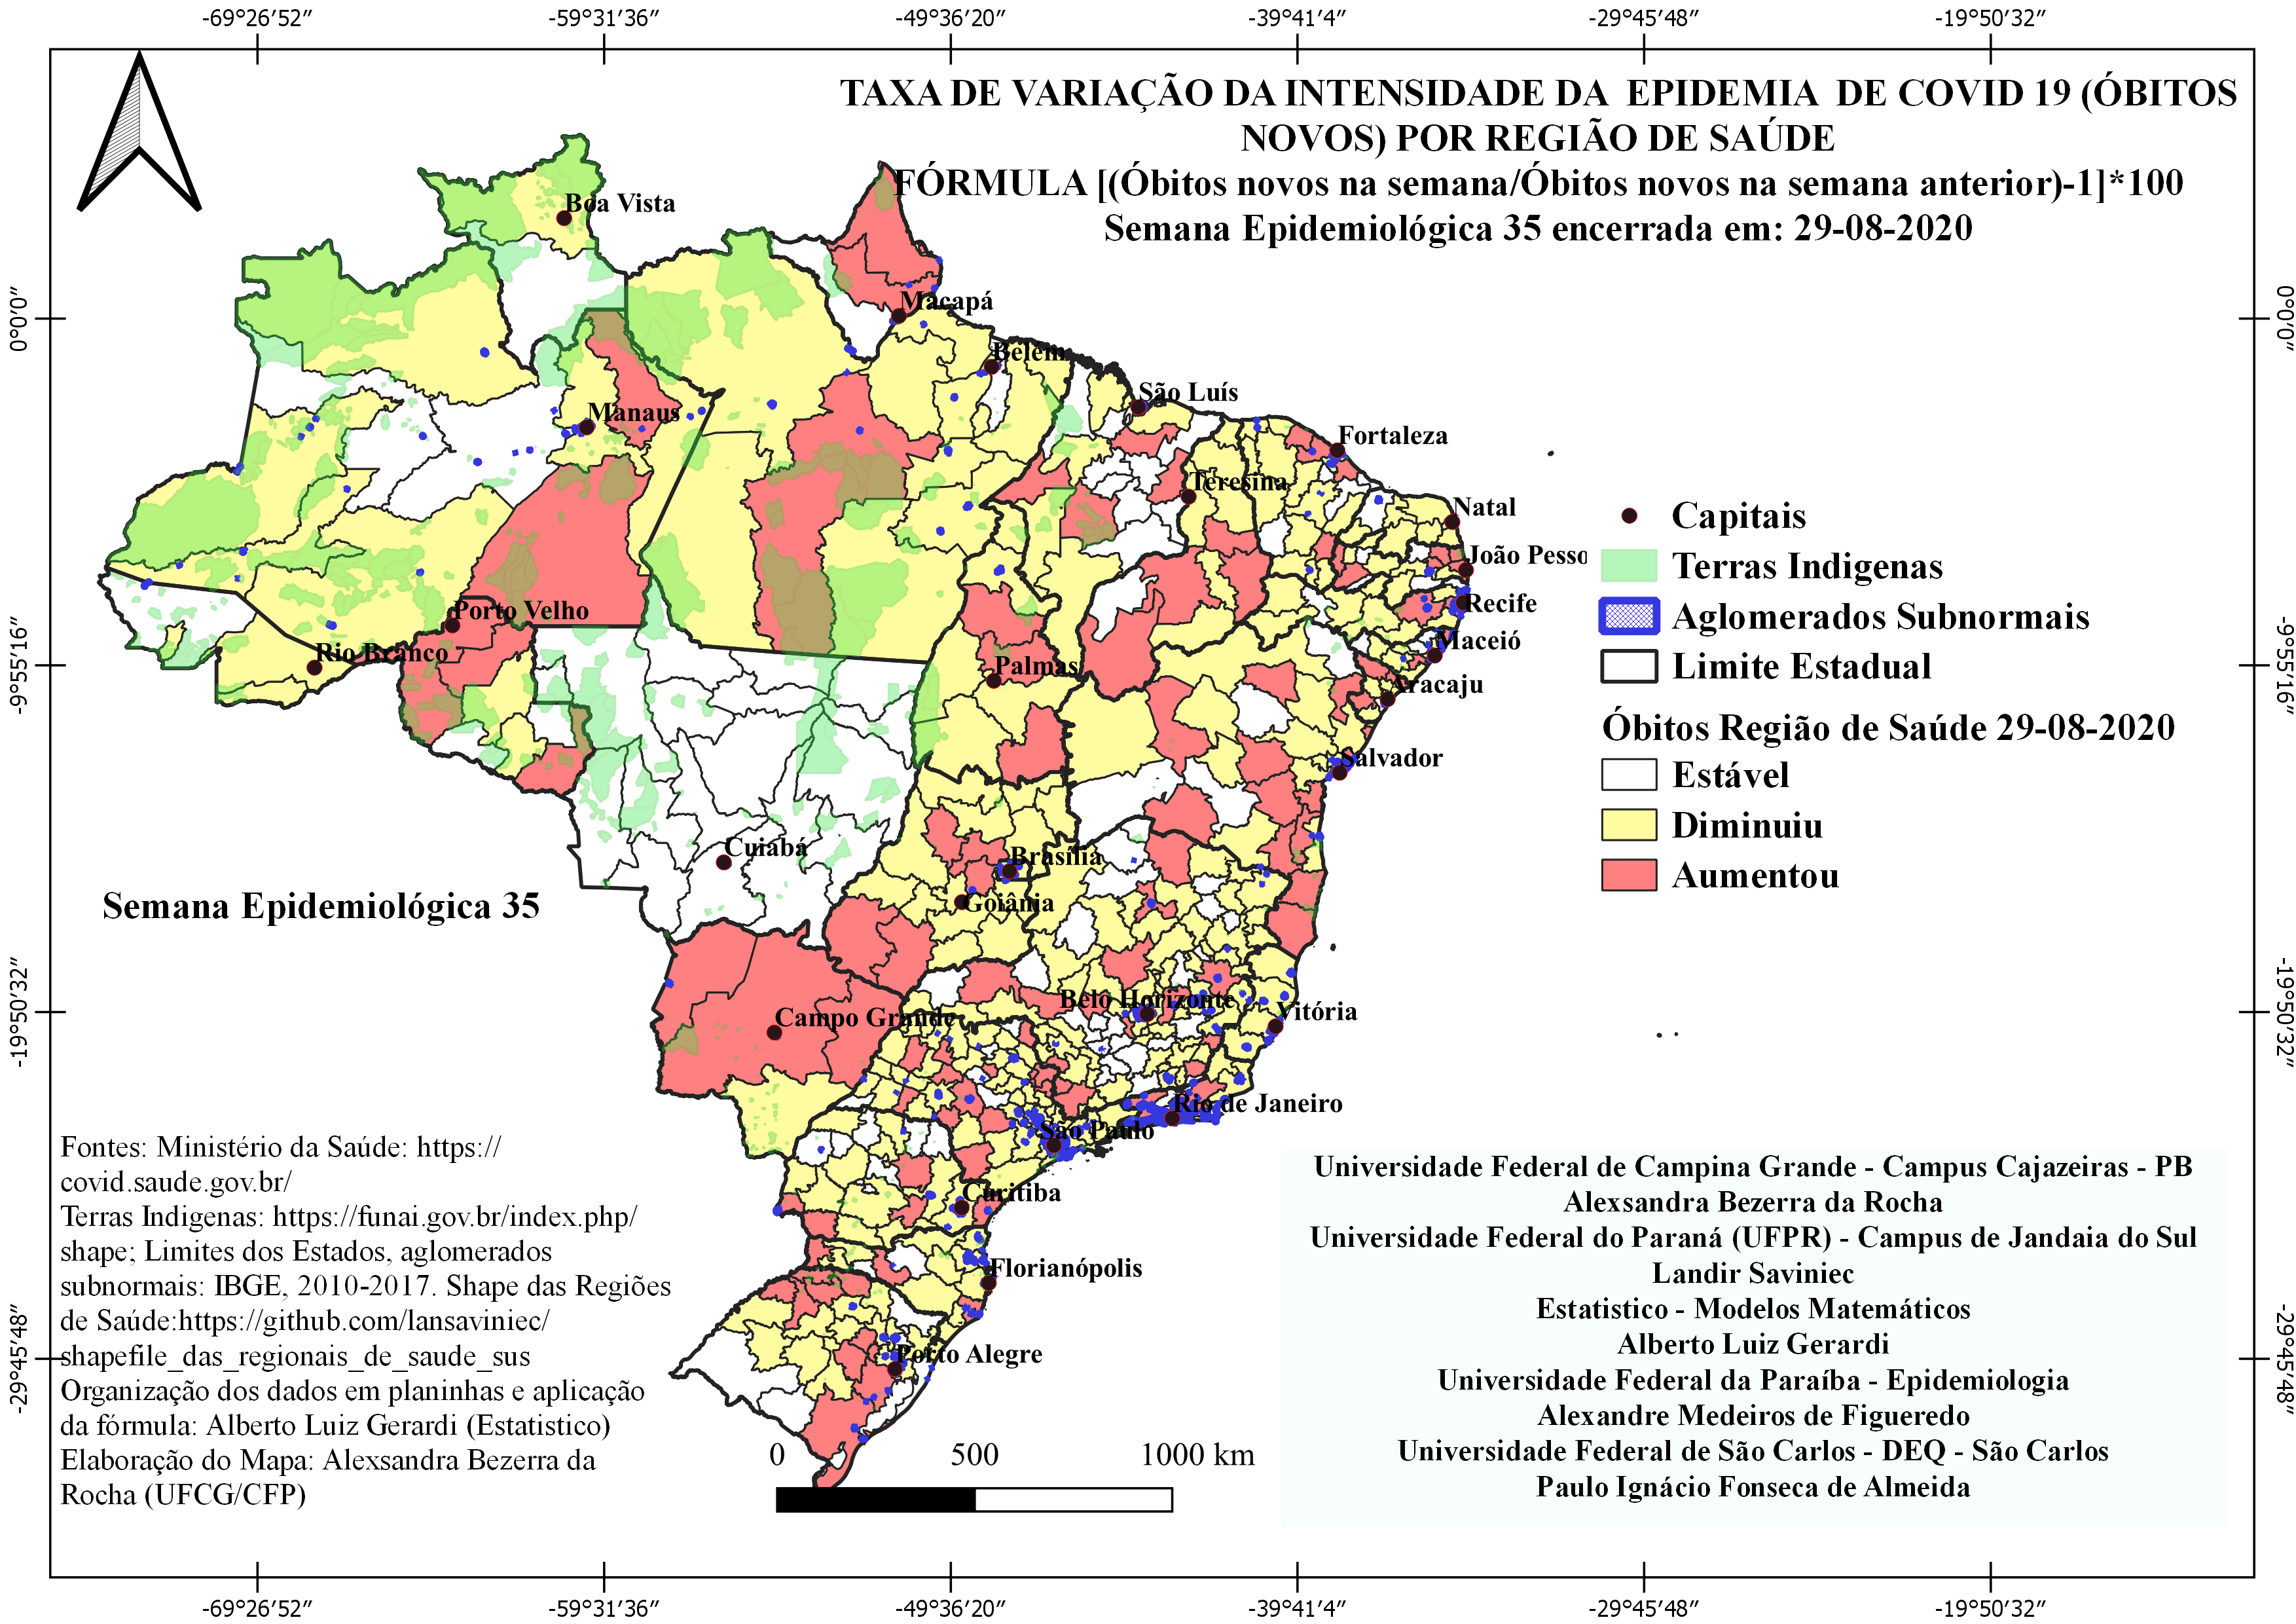 -69°26′52″ -59°31′36″ -49°36′20″ -39°41′4″ -29°45′48″ -19°50′32″
TAXA DE VARIAÇÃO DA INTENSIDADE DA EPIDEMIA DE COVID 19 (ÓBITOS
NOVOS) POR REGIÃO DE SAÚDE
FÓRMULA [(Óbitos novos na semana/Óbitos novos na semana anterior)-1]*100
Semana Epidemiológica 35 encerrada em: 29-08-2020
0°0′0″
-9°55′16″
-19°50′32″
-29°45′48″
0°0′0″
-9°55′16″
-19°50′32″
-29°45′48″
Boa Vista
Macapá
Belém
São Luís
Manaus
Fortaleza
Teresina
Natal
João Pesso
Porto Velho
Recife
Maceió
Rio Branco
Palmas
Aracaju
Salvador
Cuiabá
Brasília
Goiânia
Belo Horizonte
Vitória
Campo Grande
Rio de Janeiro
São Paulo
Curitiba
Florianópolis
Porto Alegre
Capitais
Terras Indigenas
Aglomerados Subnormais
Limite Estadual
Óbitos Região de Saúde 29-08-2020
Estável
Diminuiu
Aumentou
Semana Epidemiológica 35
Fontes: Ministério da Saúde: https://
covid.saude.gov.br/
Terras Indigenas: https://funai.gov.br/index.php/
shape; Limites dos Estados, aglomerados
subnormais: IBGE, 2010-2017. Shape das Regiões
de Saúde:https://github.com/lansaviniec/
shapefile_das_regionais_de_saude_sus
Organização dos dados em planinhas e aplicação
da fórmula: Alberto Luiz Gerardi (Estatistico)
Elaboração do Mapa: Alexsandra Bezerra da
Rocha (UFCG/CFP)
0 500 1000 km
Universidade Federal de Campina Grande - Campus Cajazeiras - PB
Alexsandra Bezerra da Rocha
Universidade Federal do Paraná (UFPR) - Campus de Jandaia do Sul
Landir Saviniec
Estatistico - Modelos Matemáticos
Alberto Luiz Gerardi
Universidade Federal da Paraíba - Epidemiologia
Alexandre Medeiros de Figueredo
Universidade Federal de São Carlos - DEQ - São Carlos
Paulo Ignácio Fonseca de Almeida
-69°26′52″ -59°31′36″ -49°36′20″ -39°41′4″ -29°45′48″ -19°50′32″